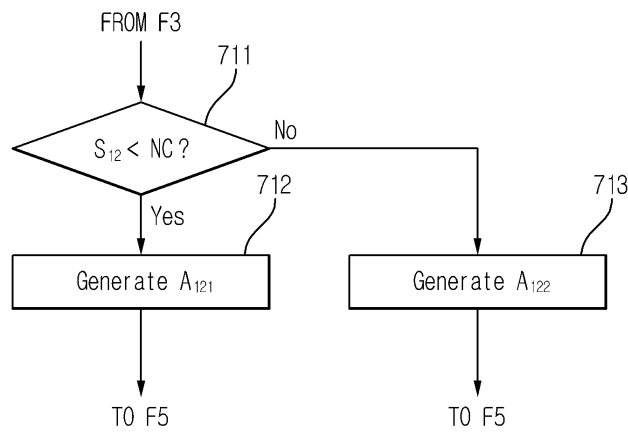 FROM F3
711
S₁₂ < NC?
No
Yes
712
713
Generate A₁₂₁
Generate A₁₂₂
TO F5
TO F5